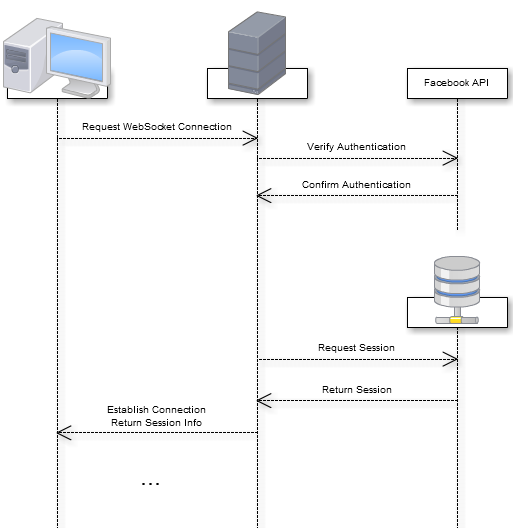 Facebook API
Request WebSocket Connection
Verify Authentication
Confirm Authentication
Request Session
Return Session
Establish Connection
Return Session Info
...